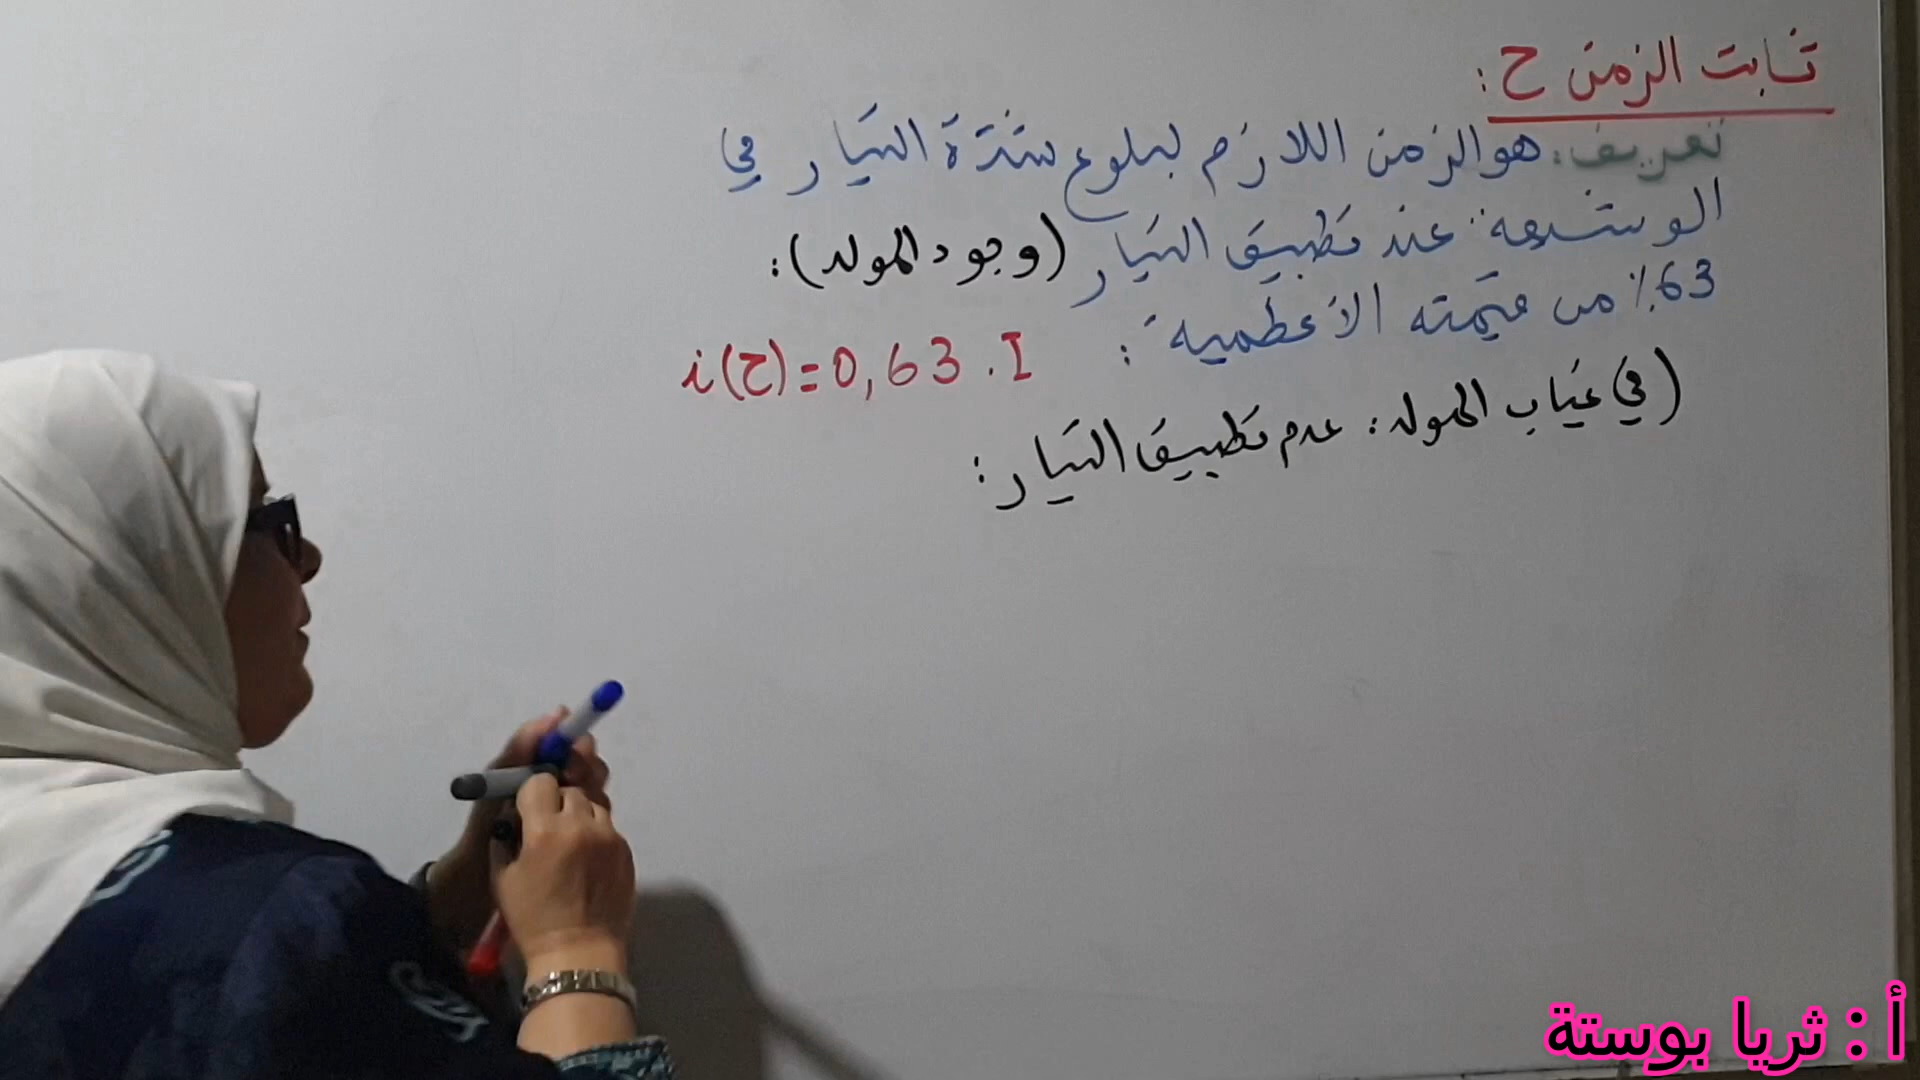 ثابت الزمن τ:
تعريف: هو الزمن اللازم لبلوغ شدّة التيار في
الوشيعة عند تطبيق التيار (وجود المولد):
63٪ من قيمته الأعظمية: i(τ)=0,63 . I
(في غياب المولد: عدم تطبيق التيار:
أ : ثريا بوستة